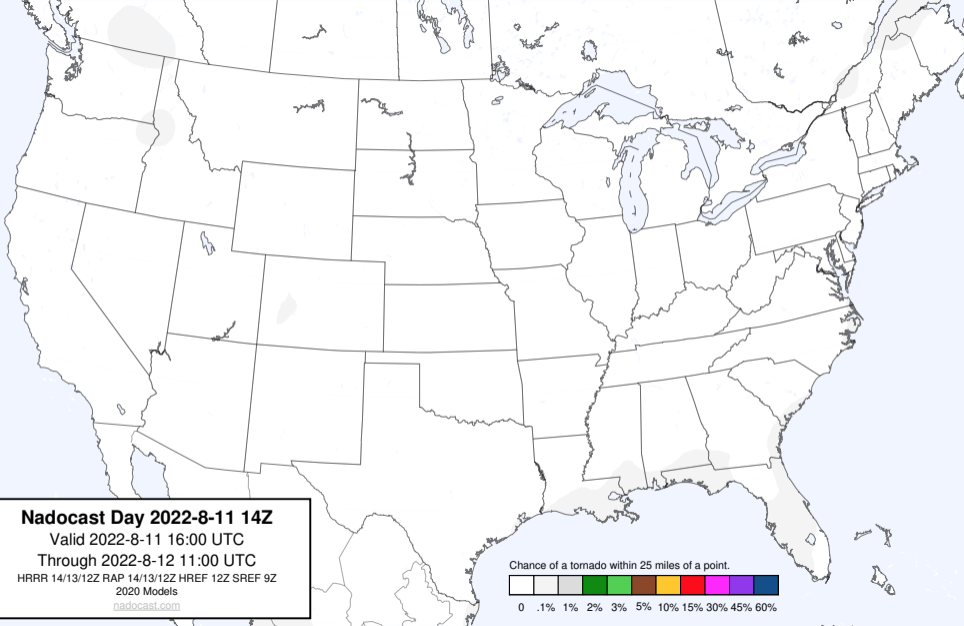 Nadocast Day 2022-8-11 14Z
Valid 2022-8-11 16:00 UTC
Through 2022-8-12 11:00 UTC
HRRR 14/13/12Z RAP 14/13/12Z HREF 12Z SREF 9Z
2020 Models
nadocast.com
Chance of a tornado within 25 miles of a point.
0 .1% 1% 2% 3% 5% 10% 15% 30% 45% 60%